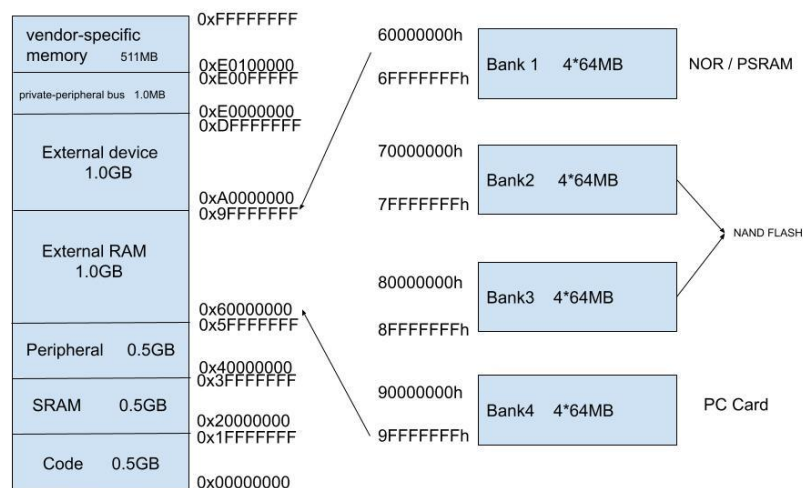 0xFFFFFFFF
vendor-specific
memory 511MB
0xE0100000
0xE00FFFFF
private-peripheral bus 1.0MB
0xE0000000
0xDFFFFFFF
External device
1.0GB
0xA0000000
0x9FFFFFFF
External RAM
1.0GB
0x60000000
0x5FFFFFFF
Peripheral 0.5GB
0x40000000
0x3FFFFFFF
SRAM 0.5GB
0x20000000
0x1FFFFFFF
Code 0.5GB
0x00000000
60000000h
Bank 1 4*64MB
NOR / PSRAM
6FFFFFFFh
70000000h
Bank2 4*64MB
7FFFFFFFh
NAND FLASH
80000000h
Bank3 4*64MB
8FFFFFFFh
90000000h
Bank4 4*64MB
PC Card
9FFFFFFFh